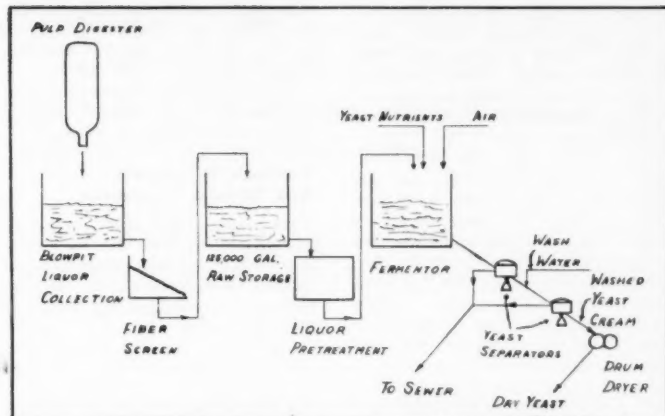 PULP DIGESTER
YEAST NUTRIENTS
AIR
BLOWPIT
LIQUOR
COLLECTION
FIBER
SCREEN
125,000 GAL.
RAW STORAGE
LIQUOR
PRETREATMENT
FERMENTOR
WASH
WATER
WASHED
YEAST
CREAM
YEAST
SEPARATORS
DRUM
DRYER
TO SEWER
DRY YEAST